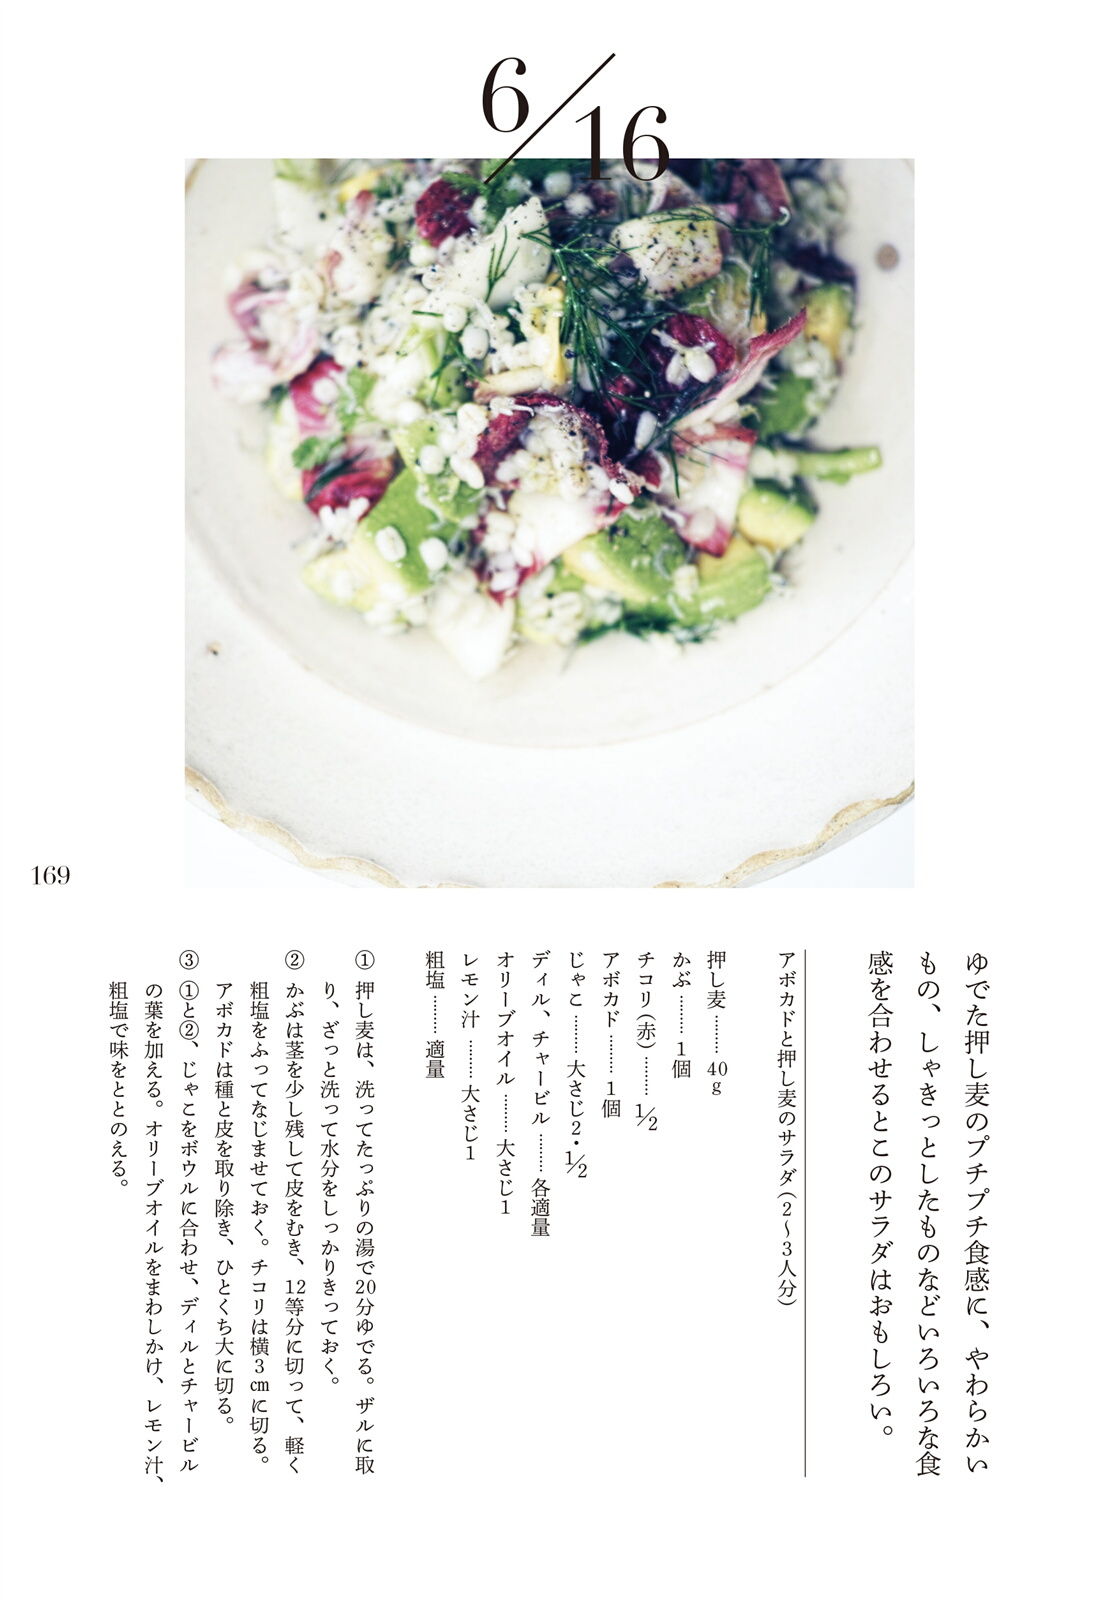 6/16
ゆでた押し麦のプチプチ食感に、やわらかい
もの、しゃきっとしたものなどいろいろな食
感を合わせるとこのサラダはおもしろい。
アボカドと押し麦のサラダ(2〜3人分)
押し麦………40g
かぶ………1個
チコリ(赤)………1/2
アボカド………1個
じゃこ………大さじ2・1/2
ディル、チャービル………各適量
オリーブオイル………大さじ1
レモン汁………大さじ1
粗塩………適量
① 押し麦は、洗ってたっぷりの湯で20分ゆでる。ザルに取
り、ざっと洗って水分をしっかりきっておく。
② かぶは茎を少し残して皮をむき、12等分に切って、軽く
粗塩をふってなじませておく。チコリは横3㎝に切る。
アボカドは種と皮を取り除き、ひとくち大に切る。
③ ①と②、じゃこをボウルに合わせ、ディルとチャービル
の葉を加える。オリーブオイルをまわしかけ、レモン汁、
粗塩で味をととのえる。
169